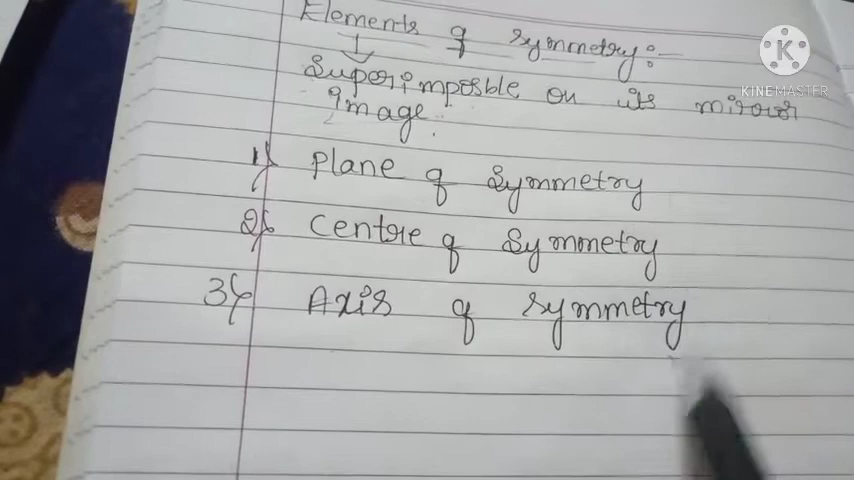 Elements of symmetry:-
Superimposble on its mirror
image.
1) Plane of Symmetry
2) Centre of Symmetry
3) Axis of symmetry
KINEMASTER